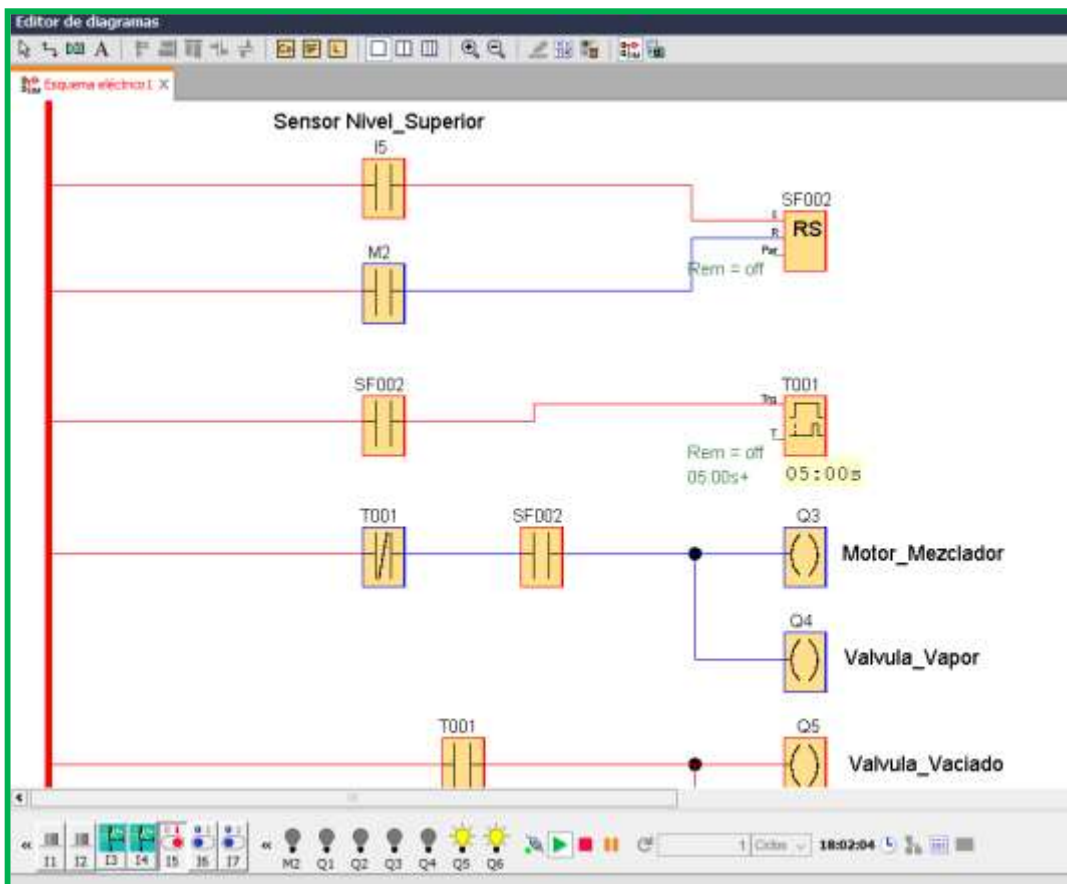 Editor de diagramas
A
Esquema eléctrico1 X
Sensor Nivel_Superior
I5
SF002
RS
R
Par
Rem = off
M2
SF002
T001
Trg
T
Rem = off
05:00s+
05:00s
T001
SF002
Q3
Motor_Mezclador
Q4
Valvula_Vapor
T001
Q5
Valvula_Vaciado
I1 I2 I3 I4 I5 I6 I7
M2 Q1 Q2 Q3 Q4 Q5 Q6
1 Ciclos 18:02:04